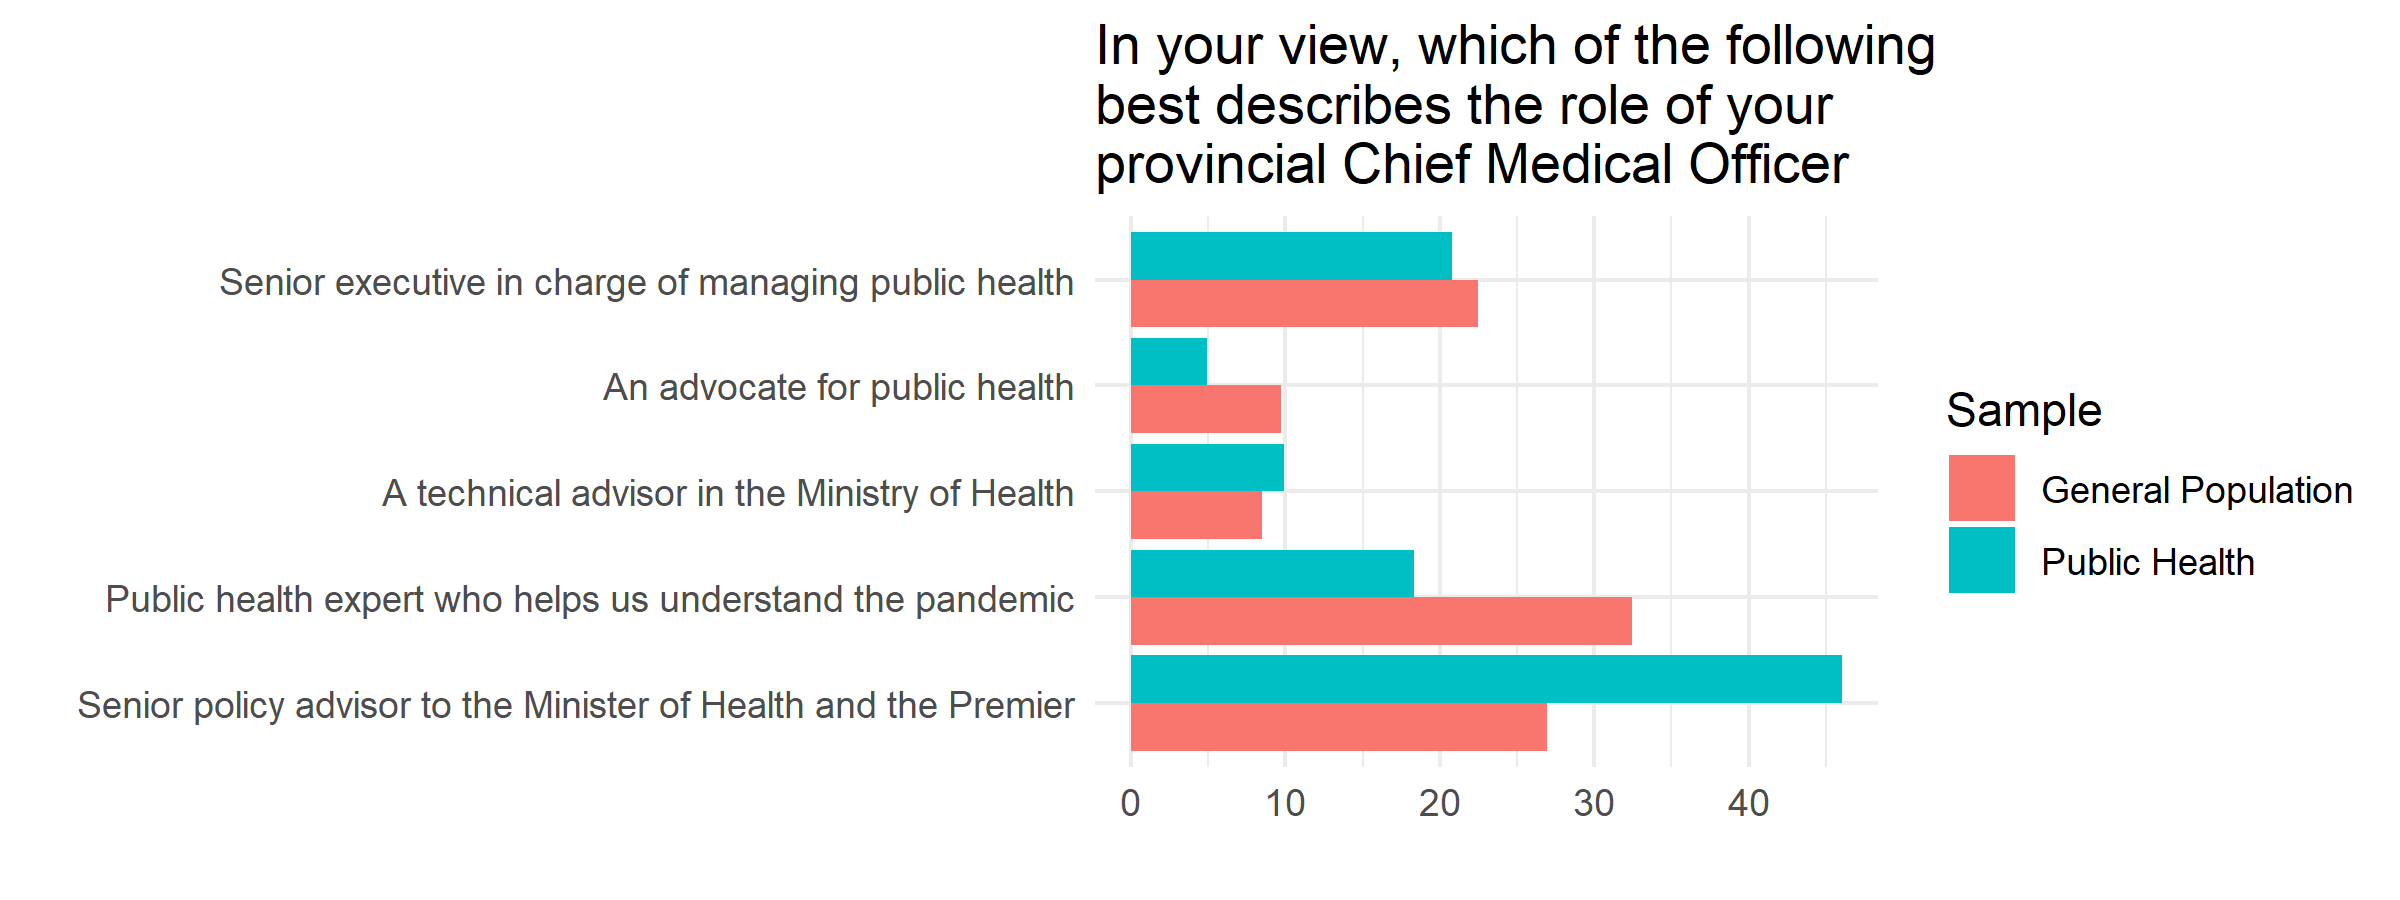 In your view, which of the following
best describes the role of your
provincial Chief Medical Officer
Senior executive in charge of managing public health
An advocate for public health
A technical advisor in the Ministry of Health
Public health expert who helps us understand the pandemic
Senior policy advisor to the Minister of Health and the Premier
0 10 20 30 40
Sample
General Population
Public Health